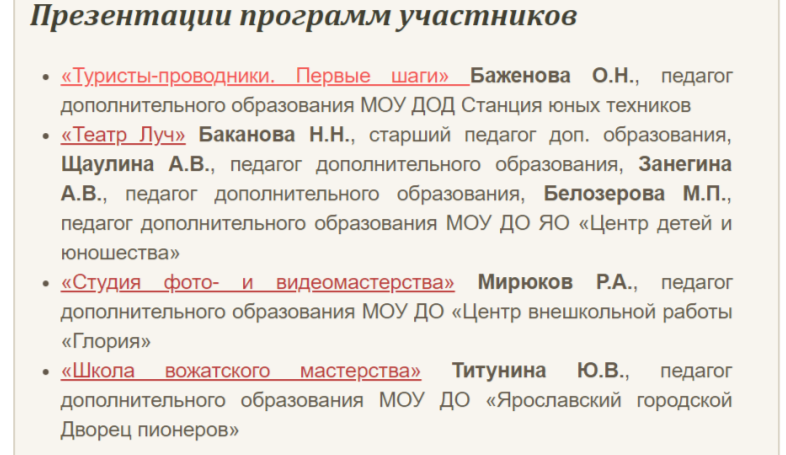 Презентации программ участников
«Туристы-проводники. Первые шаги» Баженова О.Н., педагог
дополнительного образования МОУ ДОД Станция юных техников
«Театр Луч» Баканова Н.Н., старший педагог доп. образования,
Щаулина А.В., педагог дополнительного образования, Занегина
А.В., педагог дополнительного образования, Белозерова М.П.,
педагог дополнительного образования МОУ ДО ЯО «Центр детей и
юношества»
«Студия фото- и видеомастерства» Мирюков Р.А., педагог
дополнительного образования МОУ ДО «Центр внешкольной работы
«Глория»
«Школа вожатского мастерства» Титунина Ю.В., педагог
дополнительного образования МОУ ДО «Ярославский городской
Дворец пионеров»